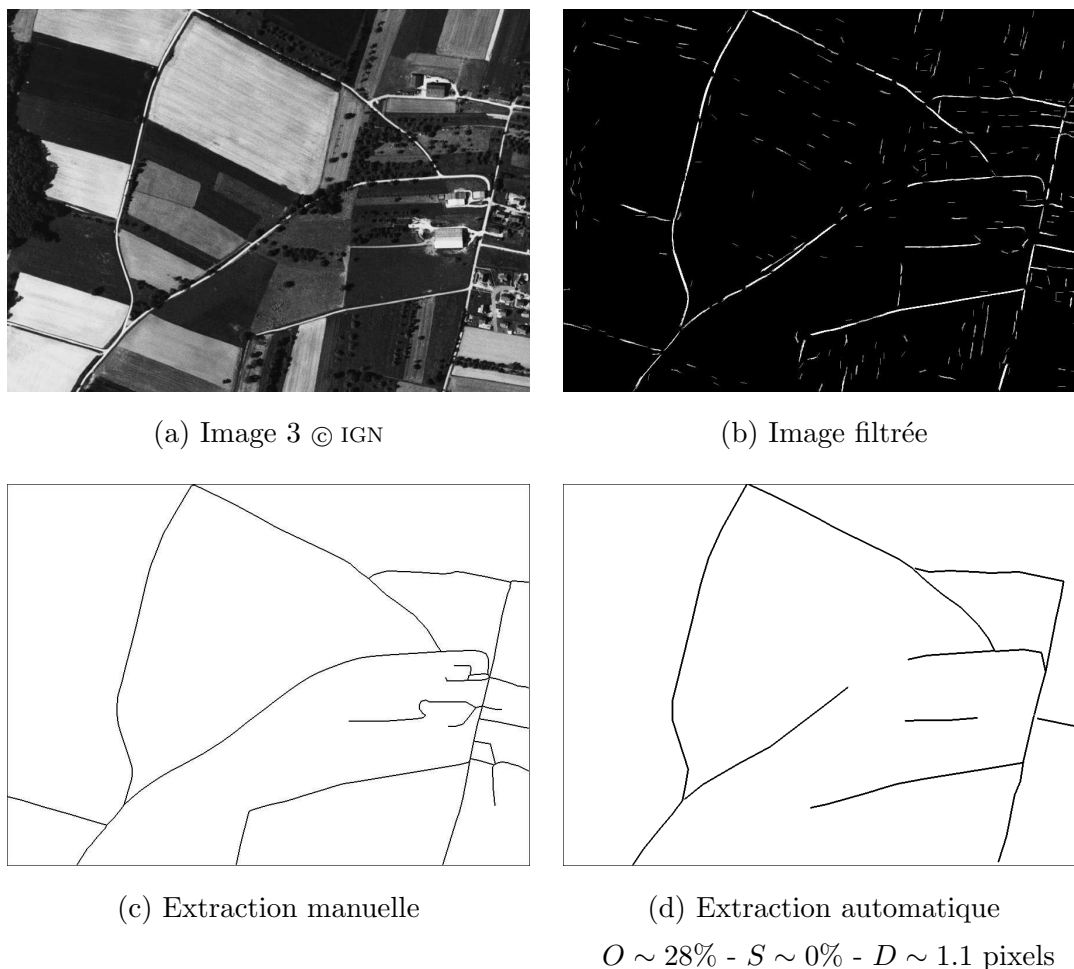 (a) Image 3 © IGN
(b) Image filtrée
(c) Extraction manuelle
(d) Extraction automatique
O ∼ 28% - S ∼ 0% - D ∼ 1.1 pixels